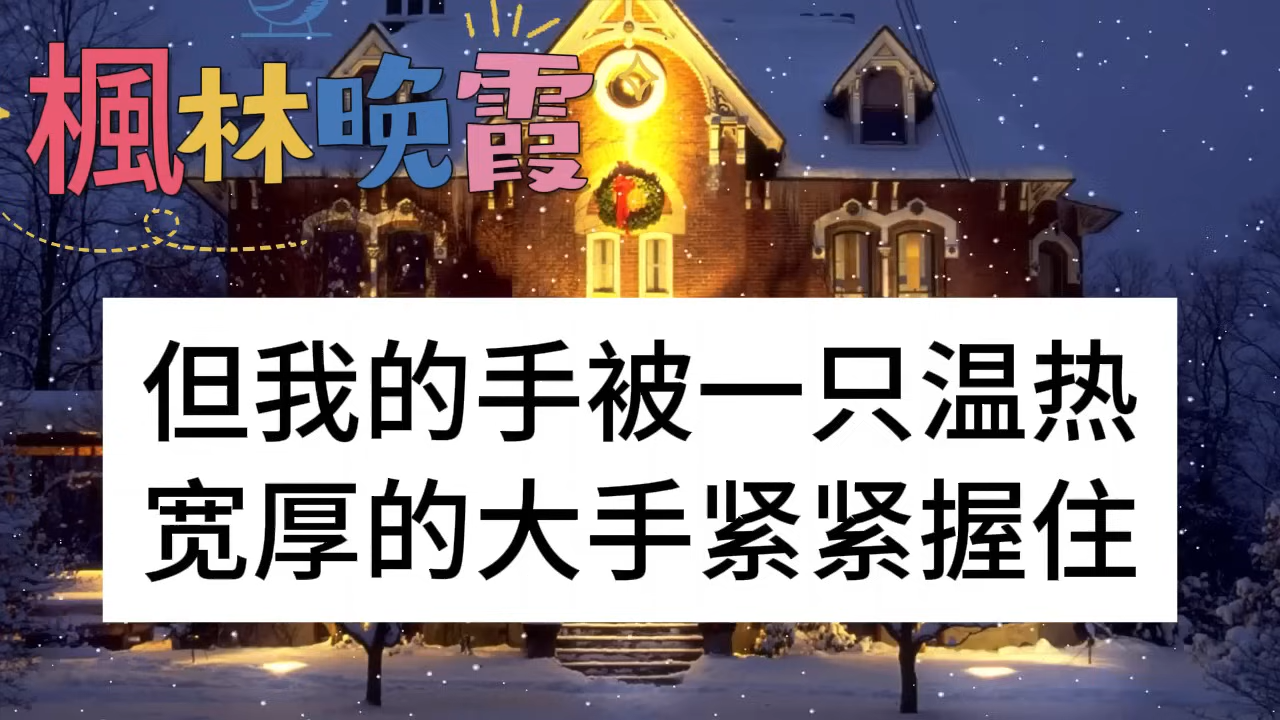 楓林晚霞
但我的手被一只温热
宽厚的大手紧紧握住